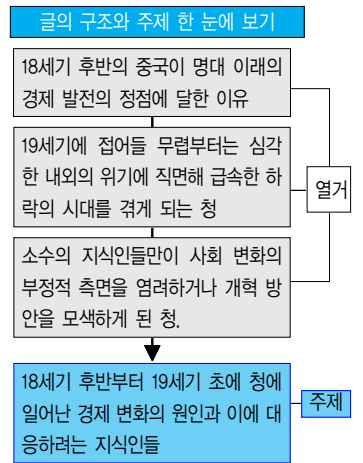 글의 구조와 주제 한 눈에 보기
18세기 후반의 중국이 명대 이래의
경제 발전의 정점에 달한 이유
19세기에 접어들 무렵부터는 심각
한 내외의 위기에 직면해 급속한 하
락의 시대를 겪게 되는 청
열거
소수의 지식인들만이 사회 변화의
부정적 측면을 염려하거나 개혁 방
안을 모색하게 된 청.
18세기 후반부터 19세기 초에 청에
일어난 경제 변화의 원인과 이에 대
응하려는 지식인들
주제